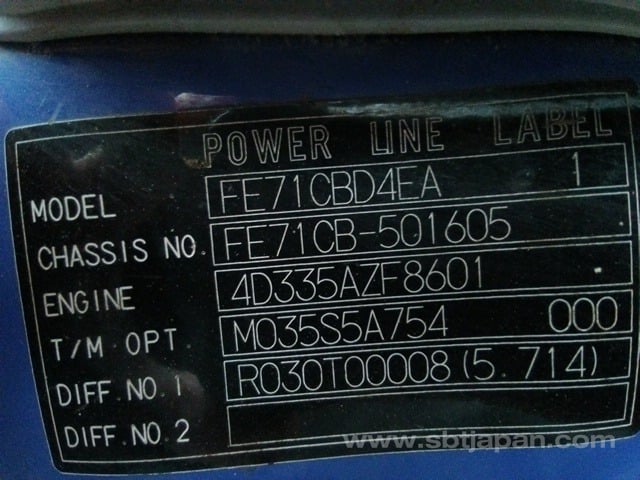 POWER LINE LABEL
MODEL FE71CBD4EA 1
CHASSIS NO. FE71CB-501605
ENGINE 4D335AZF8601
T/M OPT. M035S5A754 000
DIFF.NO.1 R030T00008(5.714)
DIFF.NO.2
www.sbtjapan.com